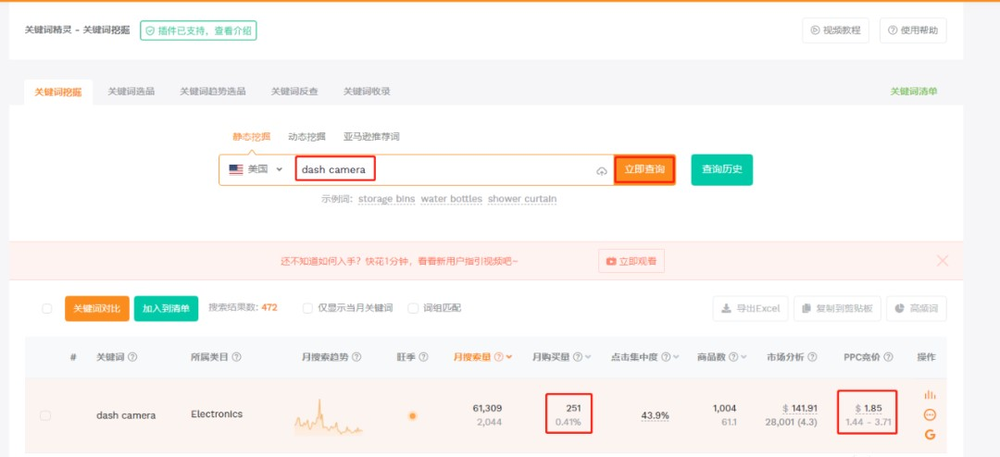 关键词精灵 - 关键词挖掘 插件已支持，查看介绍 视频教程 使用帮助
关键词挖掘 关键词选品 关键词趋势选品 关键词反查 关键词收录 关键词清单
静态挖掘 动态挖掘 亚马逊推荐词
美国 dash camera 立即查询 查询历史
示例词: storage bins water bottles shower curtain
还不知道如何入手？快花1分钟，看看新用户指引视频吧~ 立即观看
关键词对比 加入到清单 搜索结果数: 472 仅显示当月关键词 词组匹配 导出Excel 复制到剪贴板 高频词
# 关键词 所属类目 月搜索趋势 旺季 月搜索量 月购买量 点击集中度 商品数 市场分析 PPC竞价 操作
dash camera Electronics 61,309 251 43.9% 1,004 $ 141.91 $ 1.85
2,044 0.41% 61.1 28,001 (4.3) 1.44 - 3.71